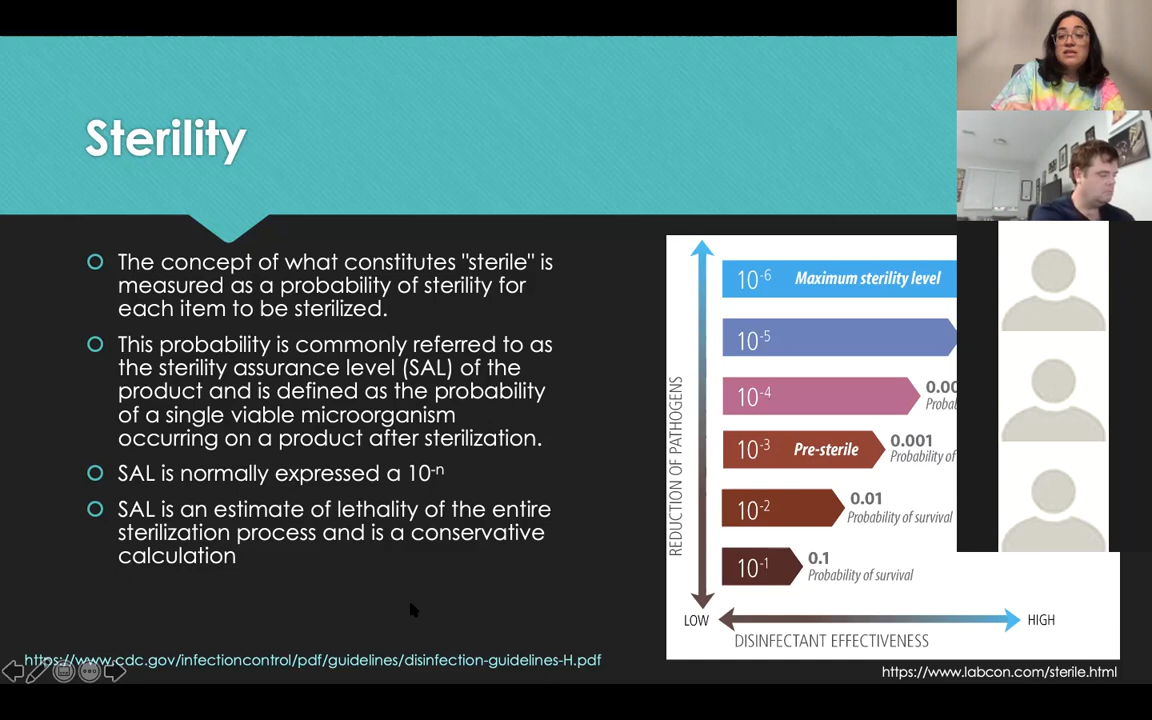 Sterility
The concept of what constitutes "sterile" is
measured as a probability of sterility for
each item to be sterilized.
This probability is commonly referred to as
the sterility assurance level (SAL) of the
product and is defined as the probability
of a single viable microorganism
occurring on a product after sterilization.
SAL is normally expressed a 10⁻ⁿ
SAL is an estimate of lethality of the entire
sterilization process and is a conservative
calculation
https://www.cdc.gov/infectioncontrol/pdf/guidelines/disinfection-guidelines-H.pdf
REDUCTION OF PATHOGENS
10⁻⁶ Maximum sterility level
10⁻⁵
10⁻⁴
0.00
10⁻³ Pre-sterile
0.001
Probability of
10⁻²
0.01
Probability of survival
10⁻¹
0.1
Probability of survival
LOW
HIGH
DISINFECTANT EFFECTIVENESS
https://www.labcon.com/sterile.html